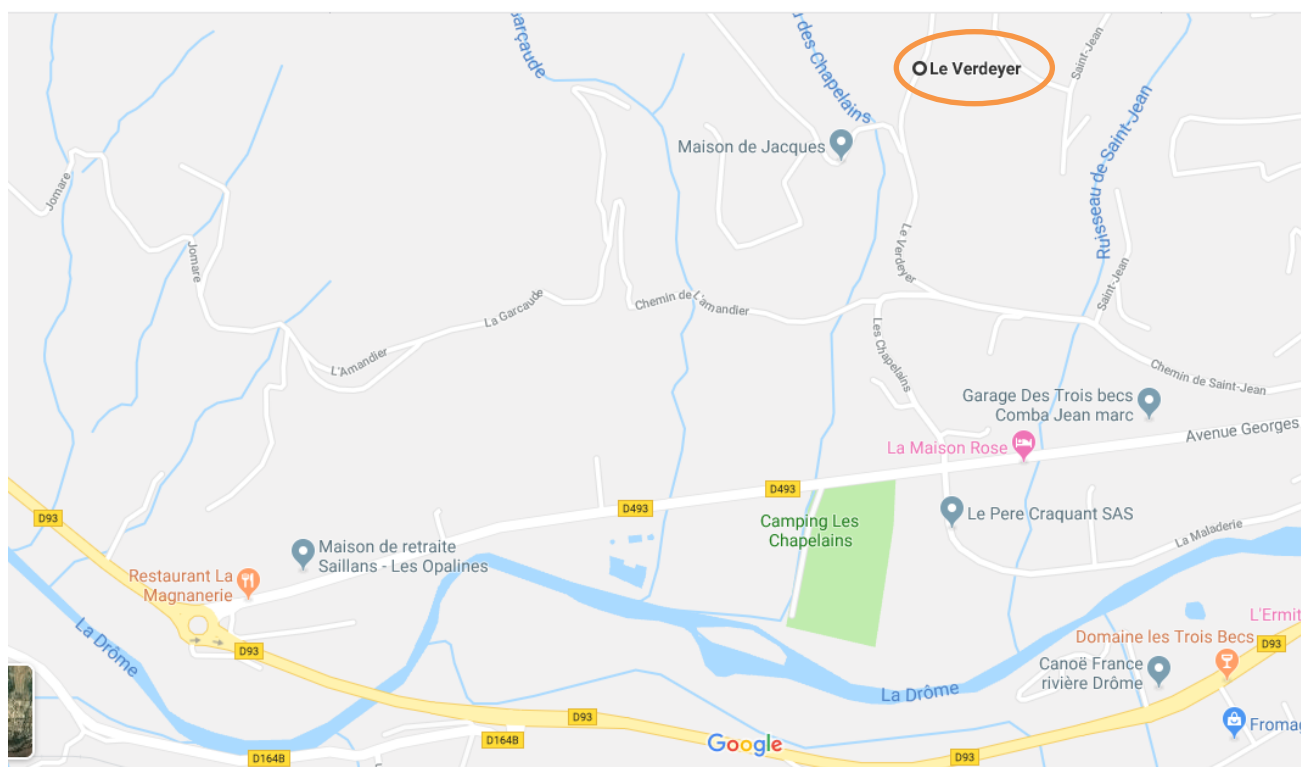 arçaude
au des Chapelains
Le Verdeyer
Saint-Jean
Ruisseau de Saint-Jean
Maison de Jacques
Jomare
Jomare
Le Verdeyer
Saint-Jean
La Garcaude
Chemin de L'amandier
L'Amandier
Les Chapelains
Chemin de Saint-Jean
Garage Des Trois becs
Comba Jean marc
Avenue Georges
La Maison Rose
D493
D493
D93
Camping Les
Chapelains
Le Pere Craquant SAS
La Maladerie
Maison de retraite
Saillans - Les Opalines
Restaurant La
Magnanerie
La Drôme
D93
L'Ermit
Domaine les Trois Becs
D93
Canoë France
rivière Drôme
La Drôme
D93
D164B
Google
Fromag
D164B
D93